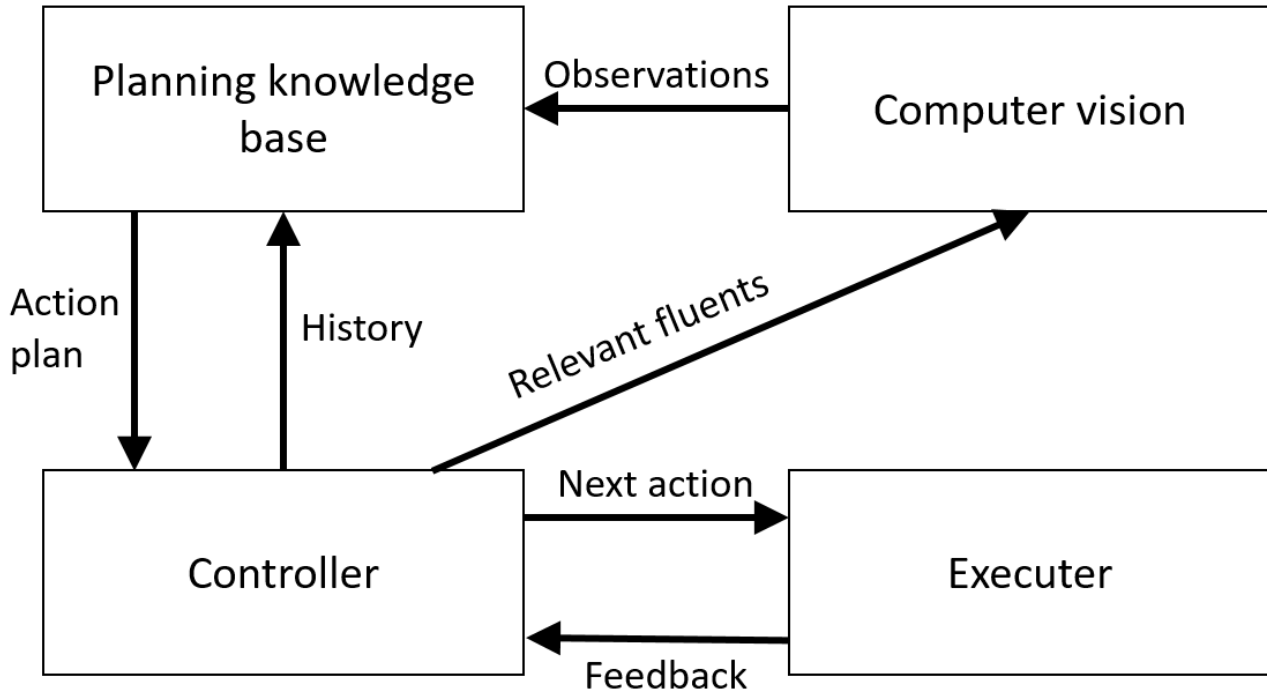 Planning knowledge
base
Observations
Computer vision
Action
plan
History
Relevant fluents
Next action
Controller
Executer
Feedback